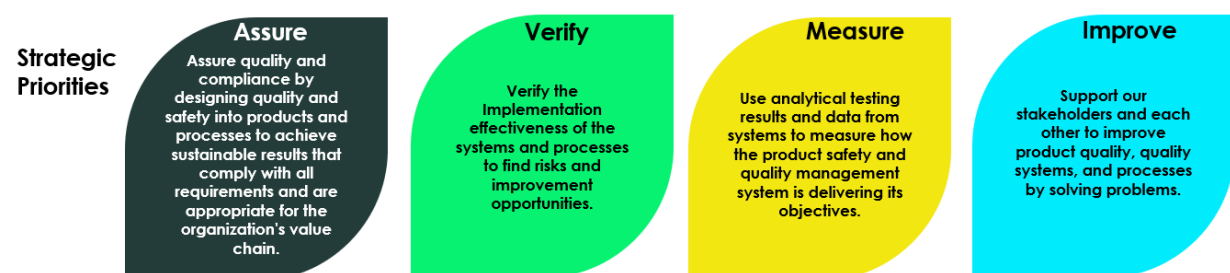 Strategic
Priorities
Assure
Assure quality and
compliance by
designing quality and
safety into products and
processes to achieve
sustainable results that
comply with all
requirements and are
appropriate for the
organization's value
chain.
Verify
Verify the
Implementation
effectiveness of the
systems and processes
to find risks and
improvement
opportunities.
Measure
Use analytical testing
results and data from
systems to measure how
the product safety and
quality management
system is delivering its
objectives.
Improve
Support our
stakeholders and each
other to improve
product quality, quality
systems, and processes
by solving problems.